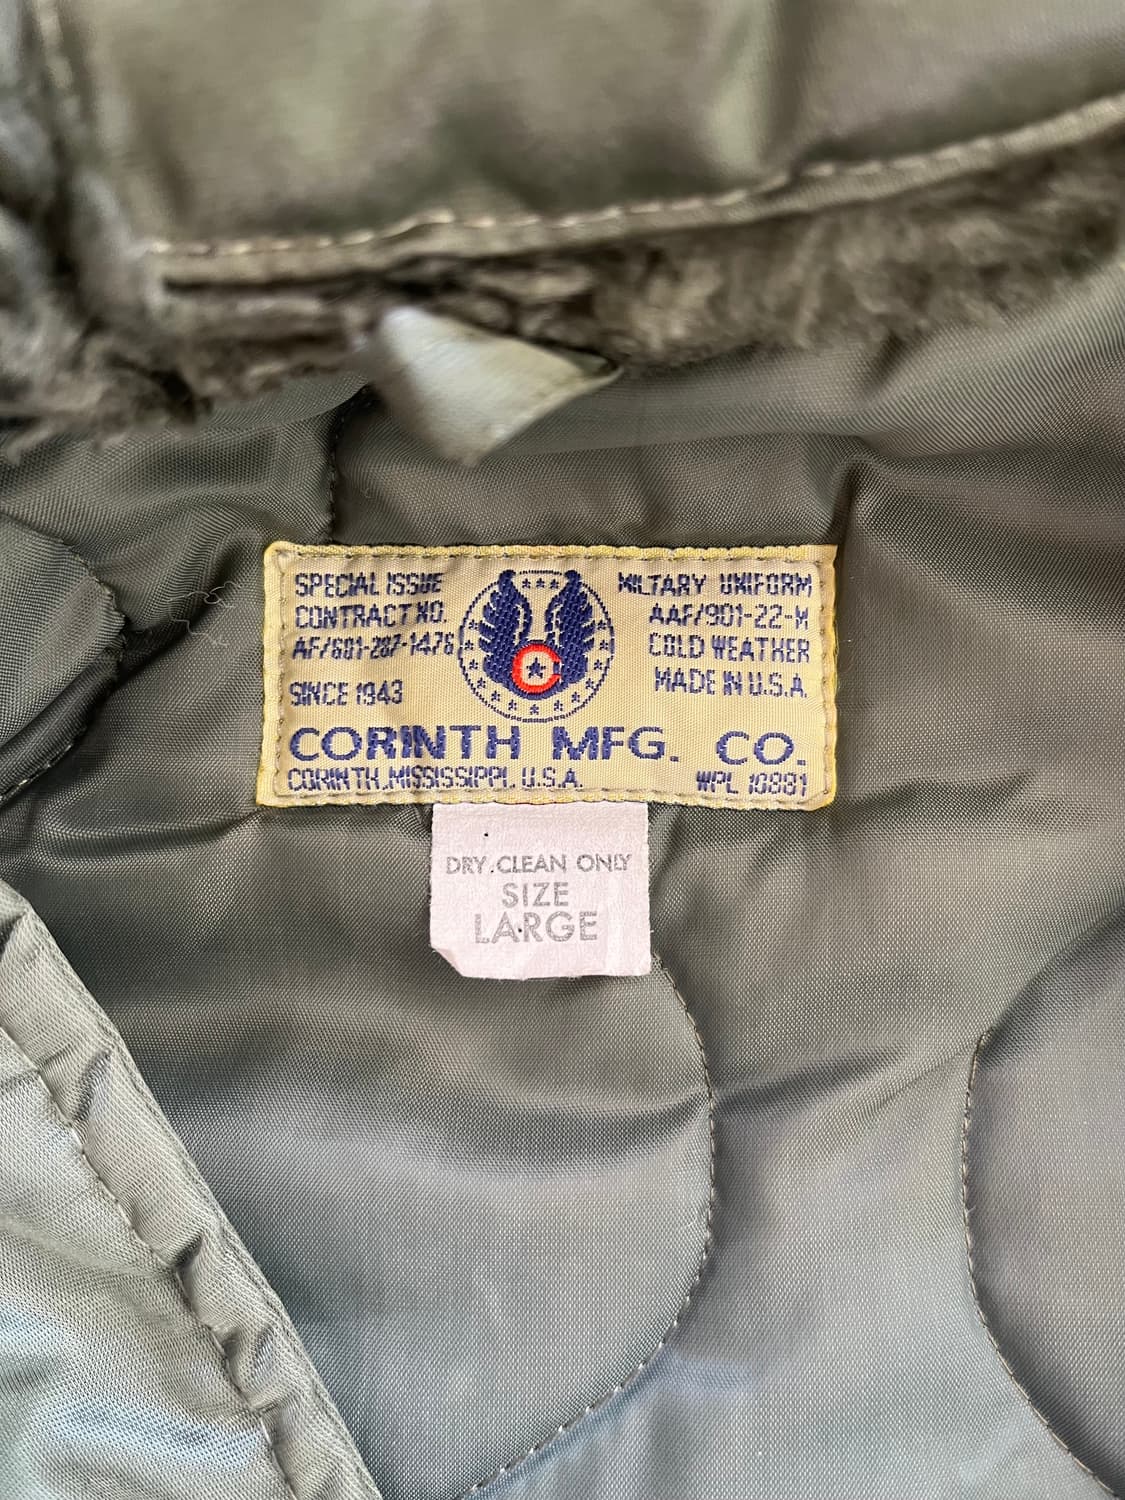 SPECIAL ISSUE
CONTRACT NO.
AF/601-287-1476
SINCE 1943
C
MILTARY UNIFORM
AAF/901-22-M
COLD WEATHER
MADE IN U.S.A.
CORINTH MFG. CO.
CORINTH, MISSISSIPPI, U.S.A.
WPL 10881
DRY CLEAN ONLY
SIZE
LARGE